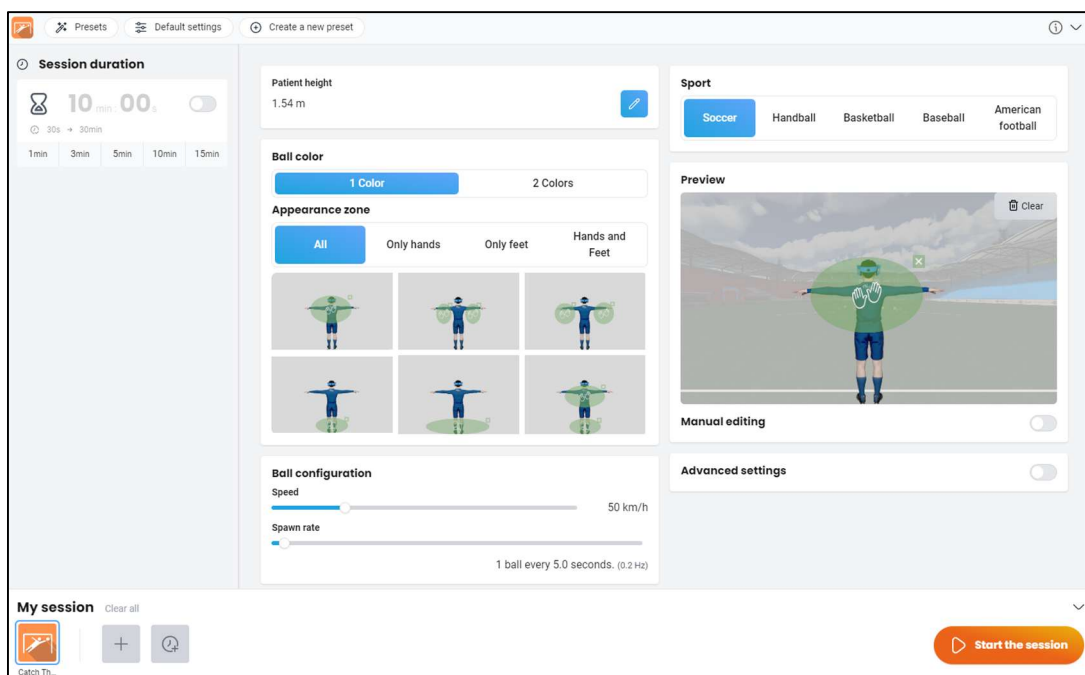 Presets
Default settings
Create a new preset
Session duration
10 min : 00 s
30s → 30min
1min 3min 5min 10min 15min
Patient height
1.54 m
Ball color
1 Color 2 Colors
Appearance zone
All Only hands Only feet Hands and
Feet
Ball configuration
Speed
50 km/h
Spawn rate
1 ball every 5.0 seconds. (0.2 Hz)
Sport
Soccer Handball Basketball Baseball American
football
Preview
Clear
Manual editing
Advanced settings
My session Clear all
Catch Th...
Start the session